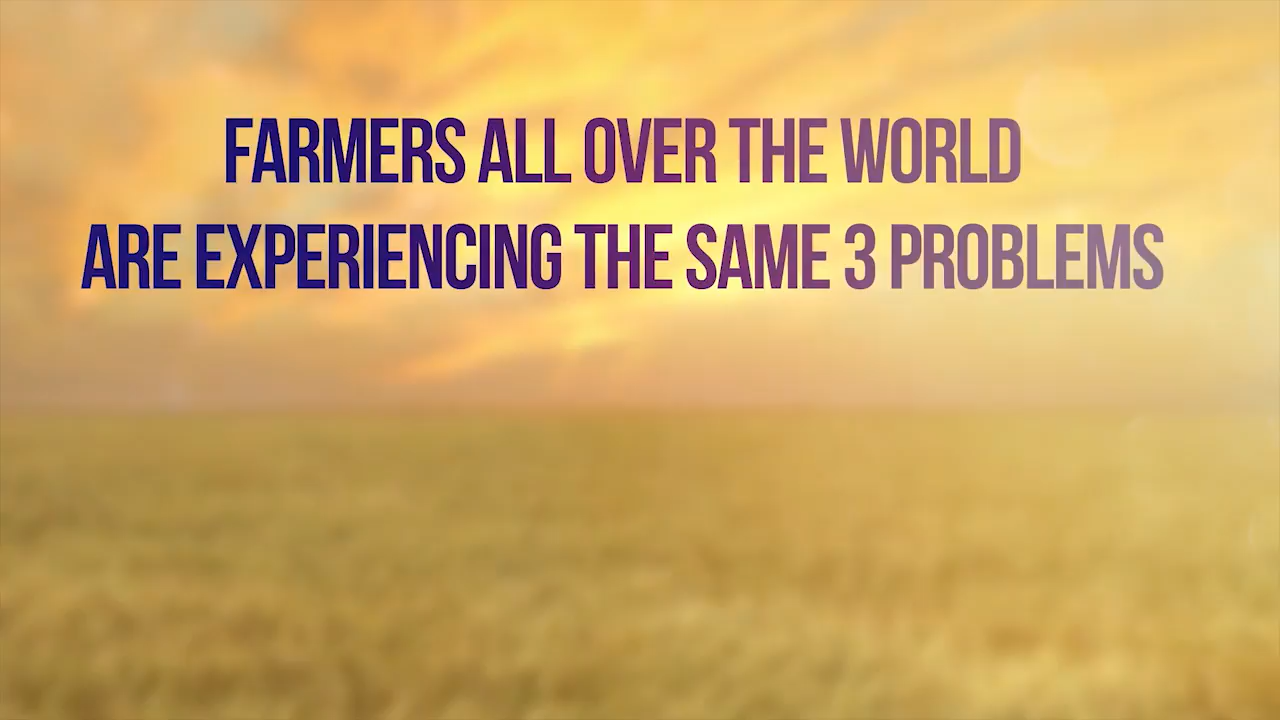 FARMERS ALL OVER THE WORLD
ARE EXPERIENCING THE SAME 3 PROBLEMS